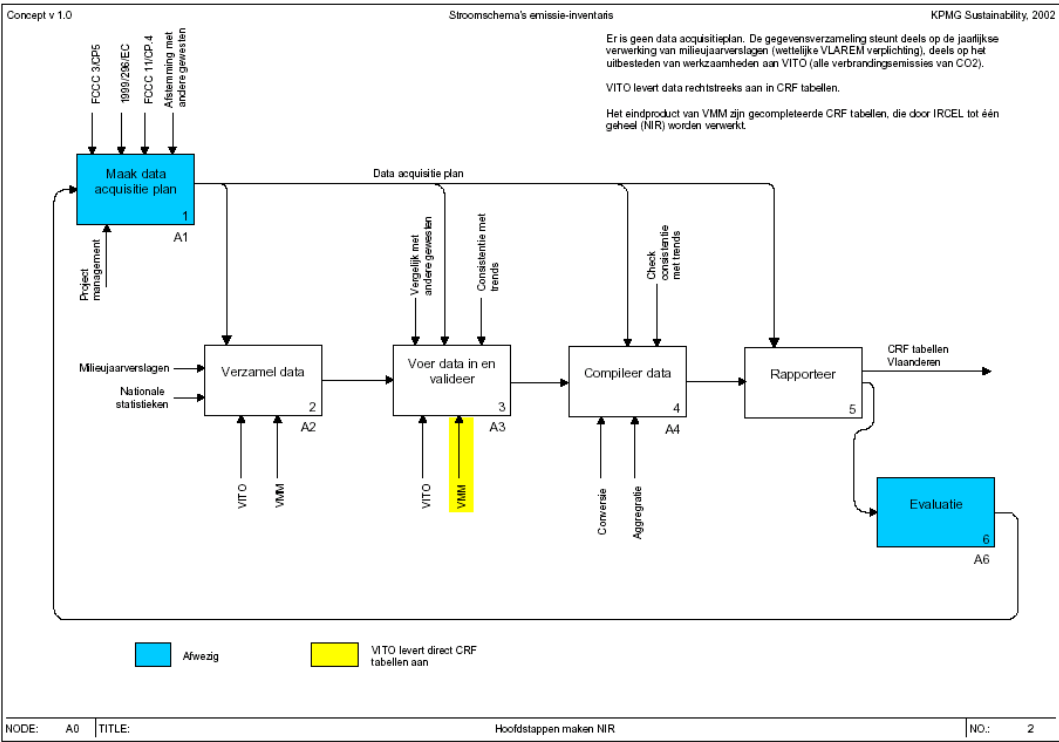 Concept v 1.0
Stroomschema's emissie-inventaris
KPMG Sustainability, 2002
Er is geen data acquisitieplan. De gegevensverzameling steunt deels op de jaarlijkse
verwerking van milieujaarverslagen (wettelijke VLAREM verplichting), deels op het
uitbesteden van werkzaamheden aan VITO (alle verbrandingsemissies van CO2).
VITO levert data rechtstreeks aan in CRF tabellen.
Het eindproduct van VMM zijn gecompleteerde CRF tabellen, die door IRCEL tot één
geheel (NIR) worden verwerkt.
FCCC 3/CP5
1999/296/EC
FCCC 11/CP.4
Afstemming met
andere gewesten
Maak data
acquisitie plan
1
A1
Data acquisitie plan
Project
management
Vergelijk met
andere gewesten
Consistentie met
trends
Check
consistentie
met trends
Milieujaarverslagen
Nationale
statistieken
Verzamel data
2
A2
Voer data in en
valideer
3
A3
Compileer data
4
A4
Rapporteer
5
CRF tabellen
Vlaanderen
VITO
VMM
VITO
VMM
Conversie
Aggregratie
Evaluatie
6
A6
Afwezig
VITO levert direct CRF
tabellen aan
NODE:
A0
TITLE:
Hoofdstappen maken NIR
NO.:
2